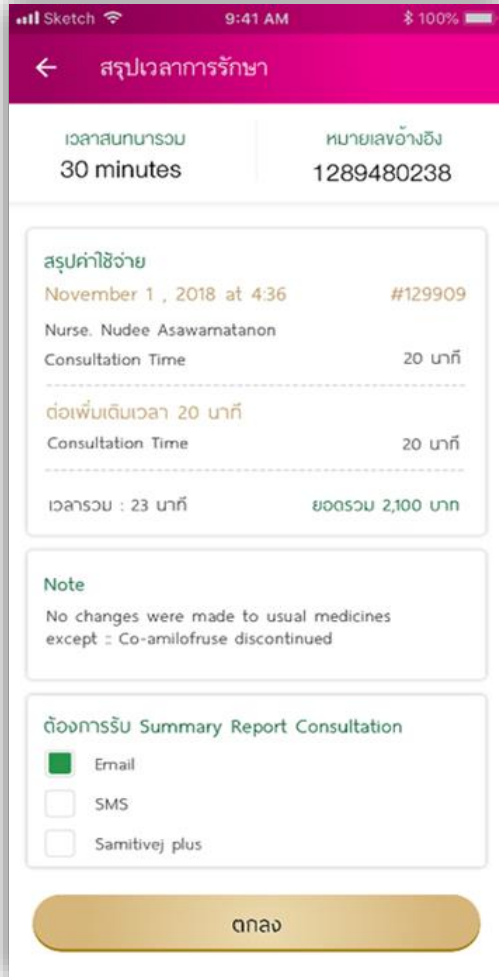 Sketch 9:41 AM 100%
สรุปเวลาการรักษา
เวลาสนทนารวม หมายเลขอ้างอิง
30 minutes 1289480238
สรุปค่าใช้จ่าย
November 1 , 2018 at 4:36 #129909
Nurse. Nudee Asawamatanon
Consultation Time 20 นาที
ต่อเพิ่มเติมเวลา 20 นาที
Consultation Time 20 นาที
เวลารวม : 23 นาที ยอดรวม 2,100 บาท
Note
No changes were made to usual medicines
except :: Co-amilofruse discontinued
ต้องการรับ Summary Report Consultation
Email
SMS
Samitivej plus
ตกลง